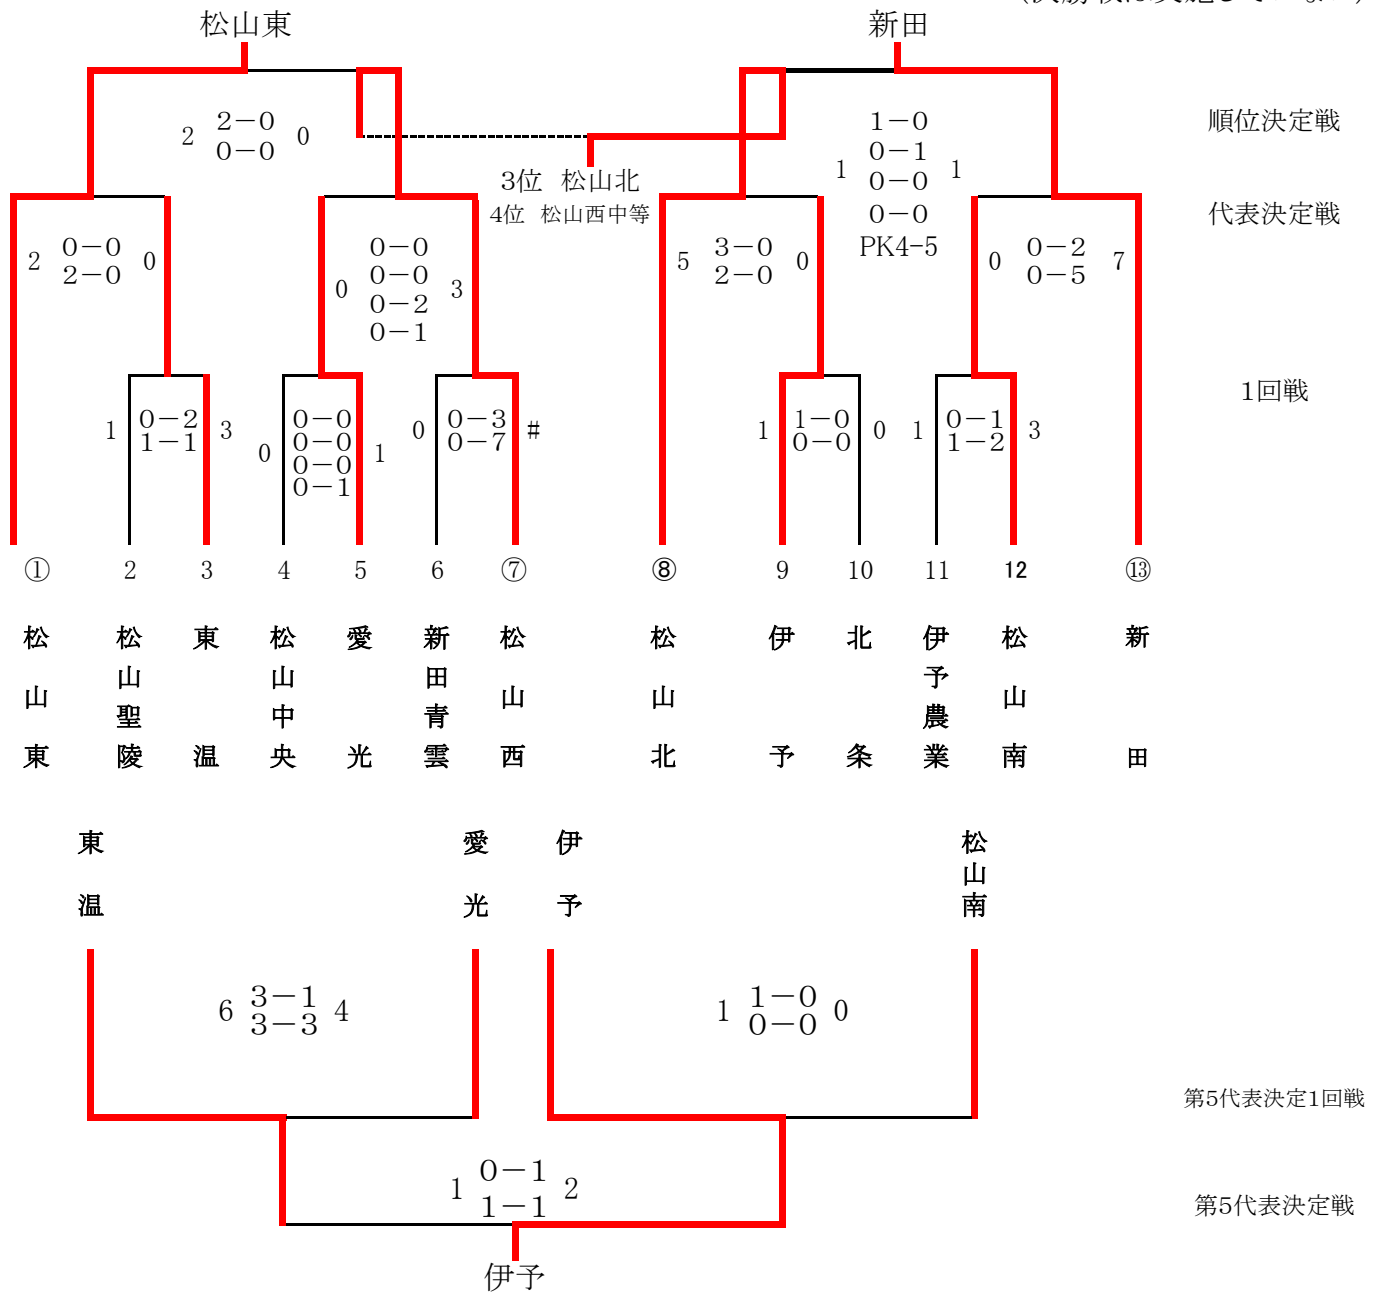 松山東 新田
2 2−0 0−0 0
1 1−0 0−1 0−0 0−0 PK4-5 1
順位決定戦
3位 松山北
4位 松山西中等
代表決定戦
2 0−0 2−0 0
0 0−0 0−0 0−2 0−1 3
5 3−0 2−0 0
0 0−2 0−5 7
1回戦
1 0−2 1−1 3
0 0−0 0−0 0−0 0−1 1
0 0−3 0−7 #
1 1−0 0−0 0
1 0−1 1−2 3
① 2 3 4 5 6 ⑦ ⑧ 9 10 11 12 ⑬
松山東
松山聖陵
東温
松山中央
愛光
新田青雲
松山西
松山北
伊予
北条
伊予農業
松山南
新田
東温
愛光
伊予
松山南
6 3−1 3−3 4
1 1−0 0−0 0
第5代表決定1回戦
1 0−1 1−1 2
第5代表決定戦
伊予